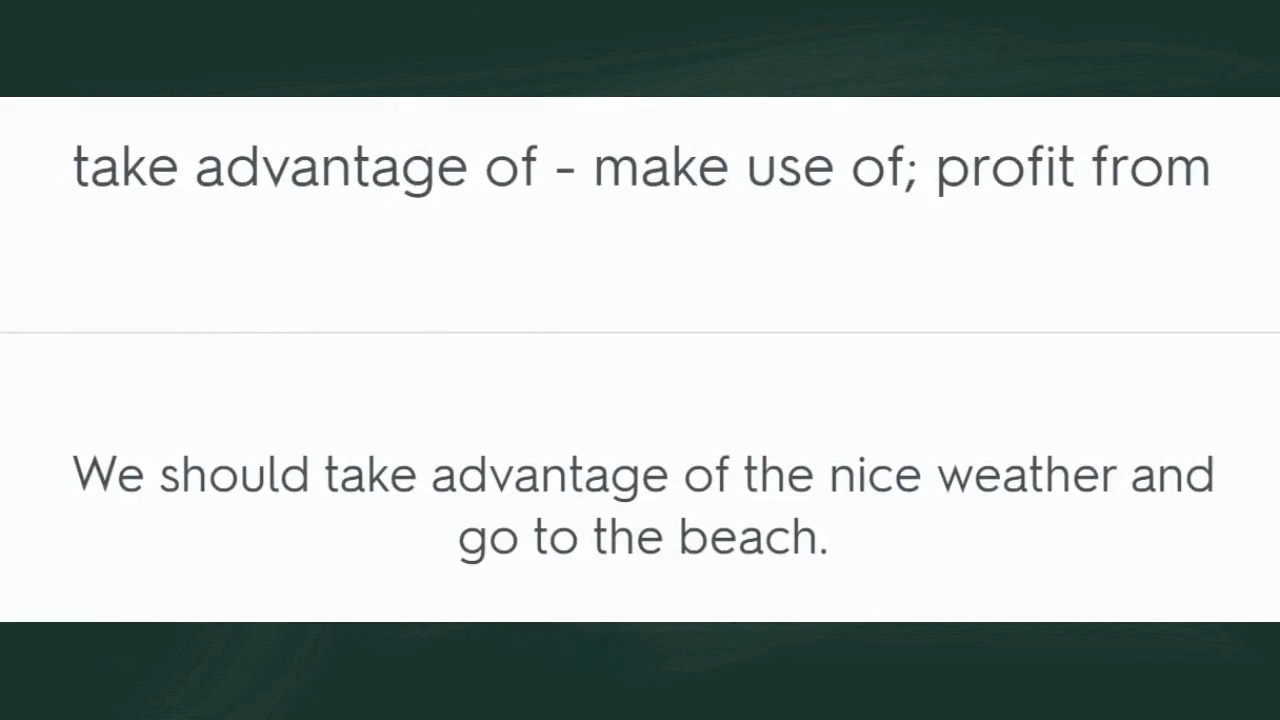 take advantage of - make use of; profit from
We should take advantage of the nice weather and
go to the beach.